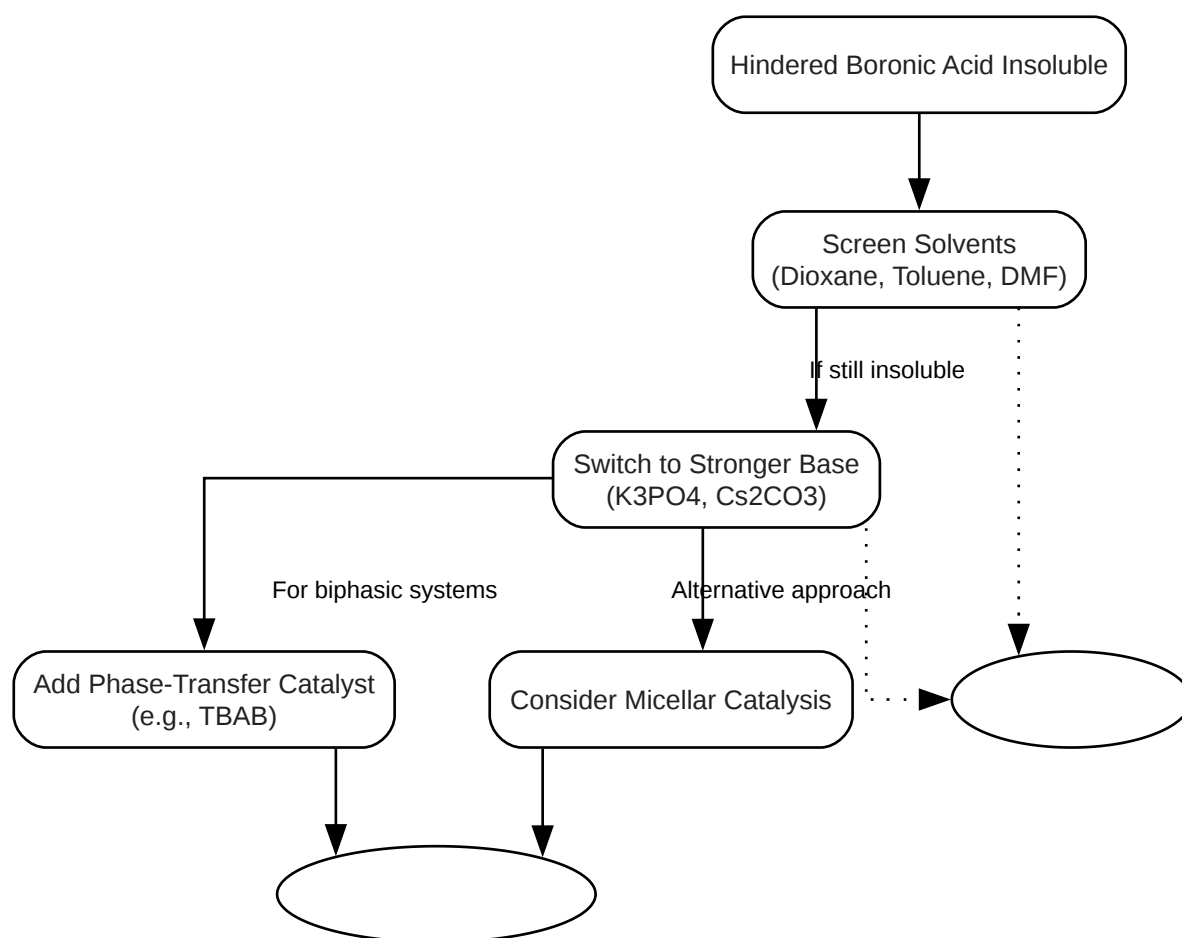 Hindered Boronic Acid Insoluble
Screen Solvents
(Dioxane, Toluene, DMF)
If still insoluble
Switch to Stronger Base
(K3PO4, Cs2CO3)
For biphasic systems
Alternative approach
Add Phase-Transfer Catalyst
(e.g., TBAB)
Consider Micellar Catalysis